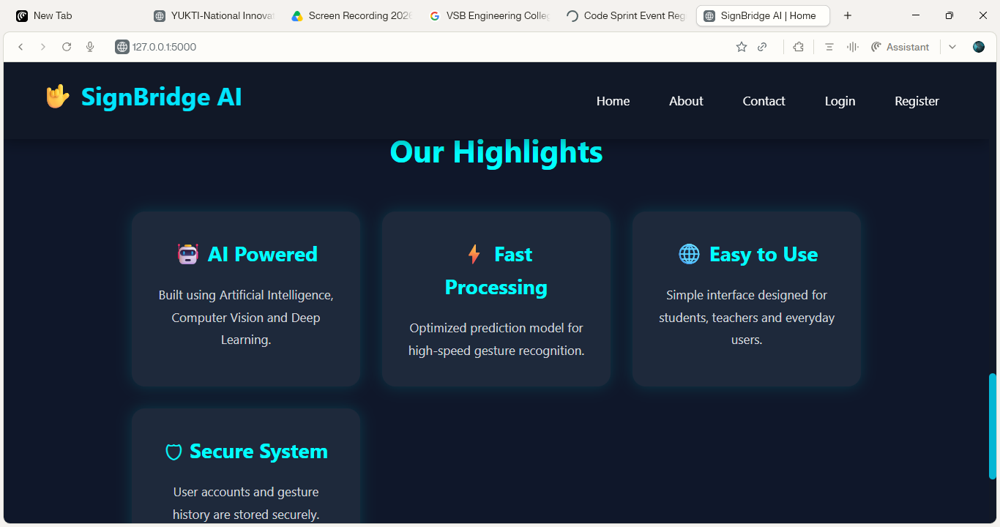 New Tab
YUKTI-National Innova
Screen Recording 202
VSB Engineering Colle
Code Sprint Event Reg
SignBridge AI | Home
127.0.0.1:5000
Assistant
SignBridge AI
Home
About
Contact
Login
Register
Our Highlights
AI Powered
Built using Artificial Intelligence,
Computer Vision and Deep
Learning.
Fast
Processing
Optimized prediction model for
high-speed gesture recognition.
Easy to Use
Simple interface designed for
students, teachers and everyday
users.
Secure System
User accounts and gesture
history are stored securely.